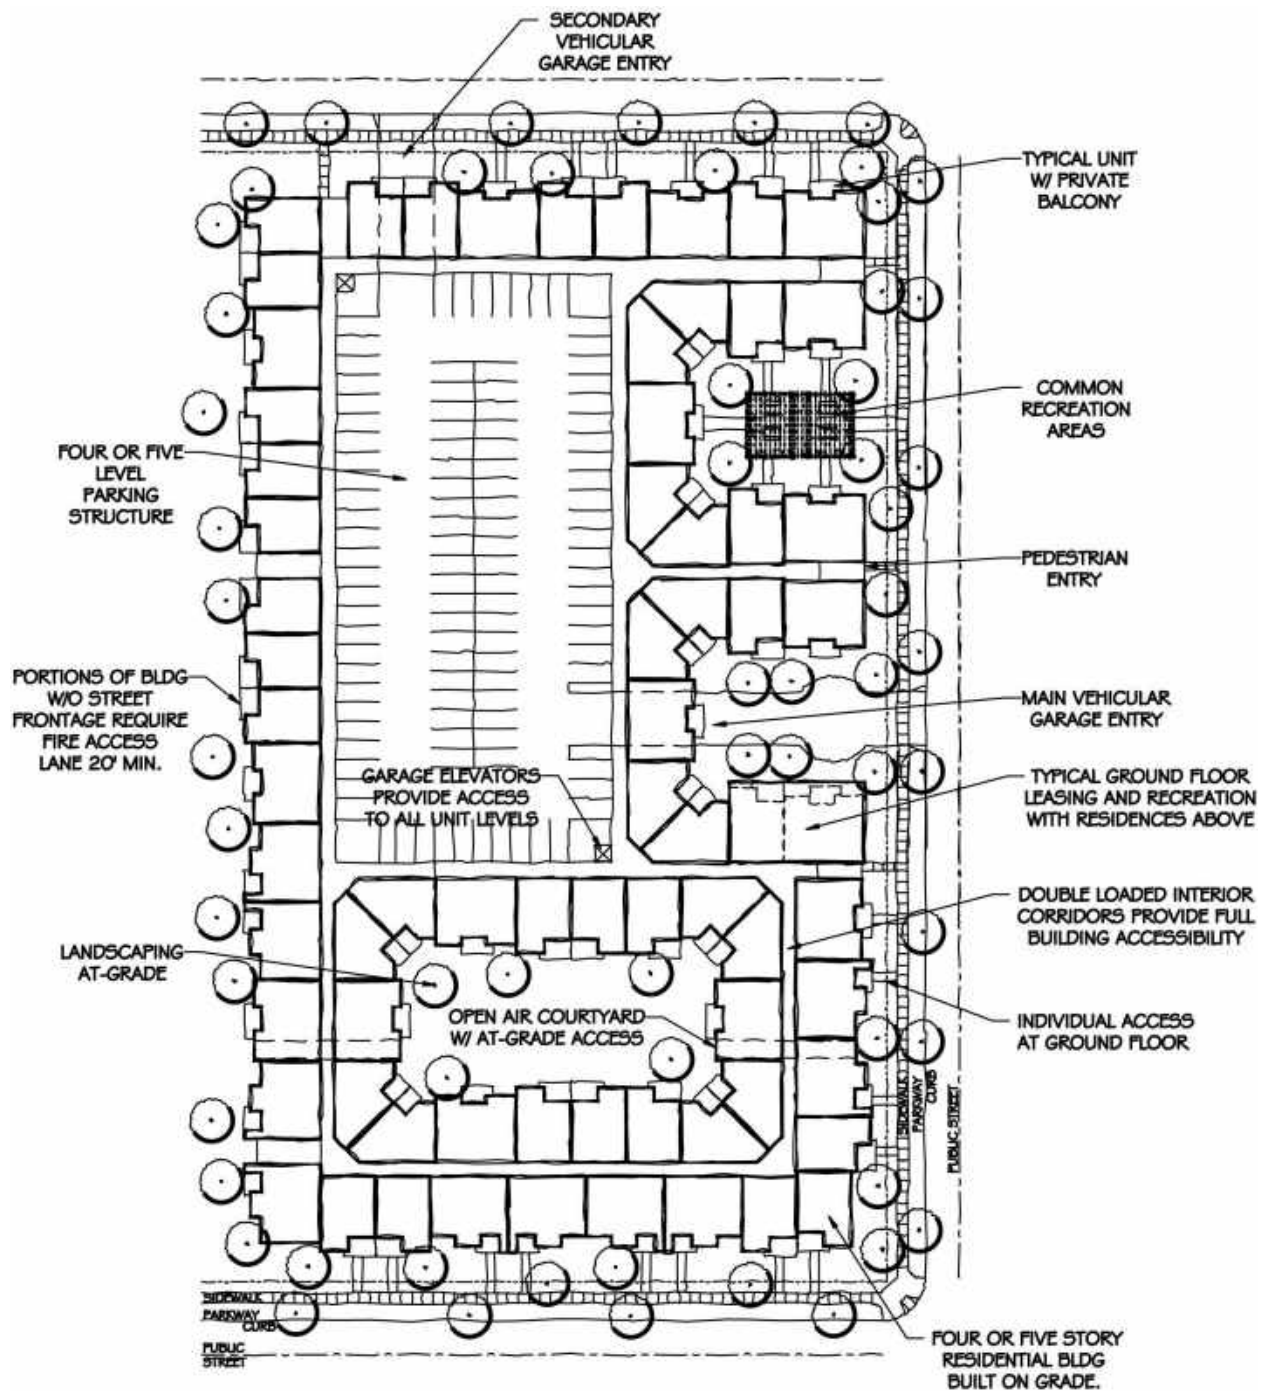 SECONDARY
VEHICULAR
GARAGE ENTRY
TYPICAL UNIT
W/ PRIVATE
BALCONY
COMMON
RECREATION
AREAS
FOUR OR FIVE
LEVEL
PARKING
STRUCTURE
PEDESTRIAN
ENTRY
PORTIONS OF BLDG
W/O STREET
FRONTAGE REQUIRE
FIRE ACCESS
LANE 20' MIN.
MAIN VEHICULAR
GARAGE ENTRY
GARAGE ELEVATORS
PROVIDE ACCESS
TO ALL UNIT LEVELS
TYPICAL GROUND FLOOR
LEASING AND RECREATION
WITH RESIDENCES ABOVE
DOUBLE LOADED INTERIOR
CORRIDORS PROVIDE FULL
BUILDING ACCESSIBILITY
LANDSCAPING
AT-GRADE
OPEN AIR COURTYARD
W/ AT-GRADE ACCESS
INDIVIDUAL ACCESS
AT GROUND FLOOR
SIDEWALK
PARKWAY
CURB
PUBLIC STREET
SIDEWALK
PARKWAY
CURB
PUBLIC
STREET
FOUR OR FIVE STORY
RESIDENTIAL BLDG
BUILT ON GRADE.